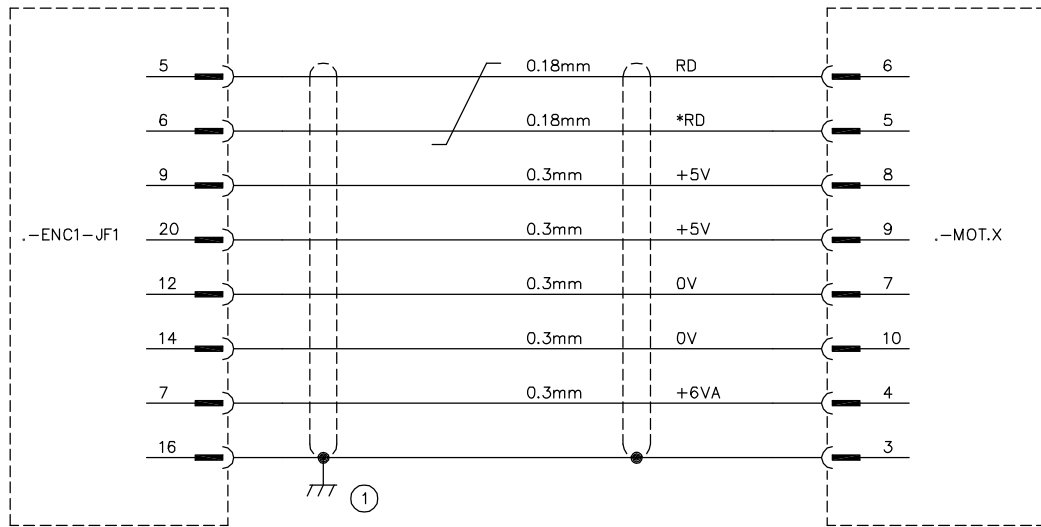 5 0.18mm RD 6
6 0.18mm *RD 5
9 0.3mm +5V 8
.-ENC1-JF1 20 0.3mm +5V 9 .-MOT.X
12 0.3mm 0V 7
14 0.3mm 0V 10
7 0.3mm +6VA 4
16 3
1